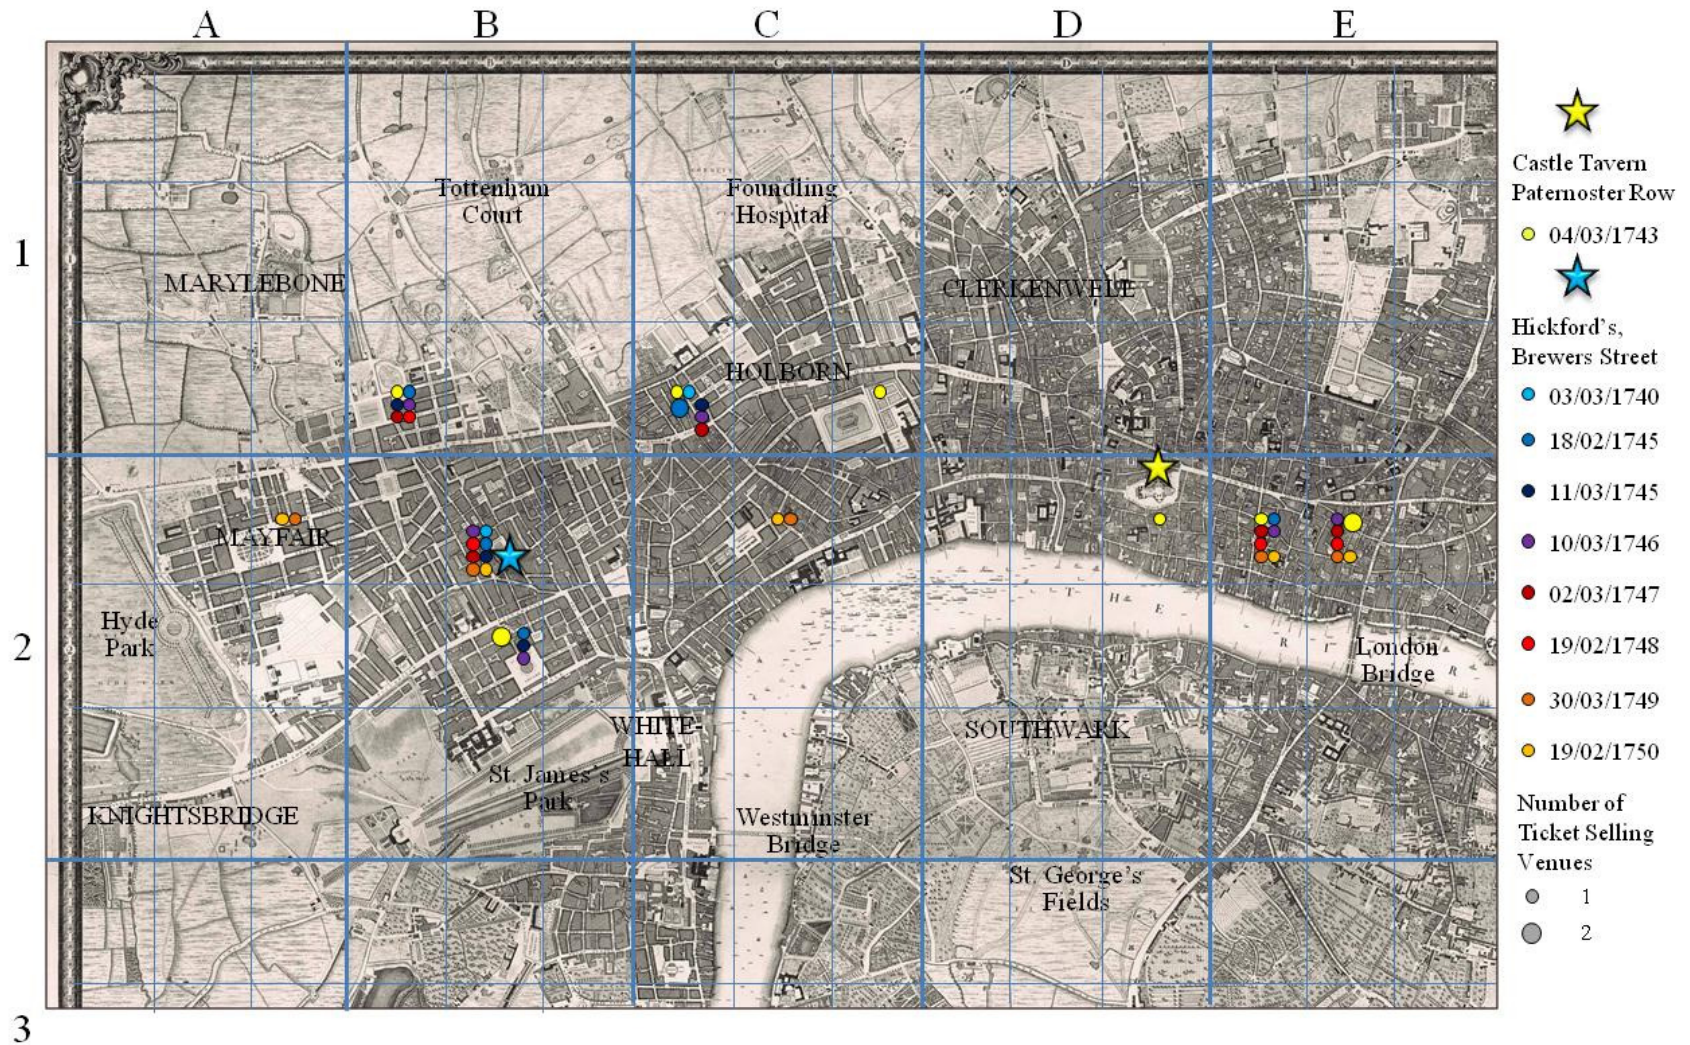 A B C D E
1
2
3
Tottenham
Court
Foundling
Hospital
MARYLEBONE
CLERKENWELL
HOLBORN
MAYFAIR
Hyde
Park
London
Bridge
WHITE-
HALL
SOUTHWARK
St. James's
Park
KNIGHTSBRIDGE
Westminster
Bridge
St. George's
Fields
T H E R I V E R
Castle Tavern
Paternoster Row
04/03/1743
Hickford's,
Brewers Street
03/03/1740
18/02/1745
11/03/1745
10/03/1746
02/03/1747
19/02/1748
30/03/1749
19/02/1750
Number of
Ticket Selling
Venues
1
2